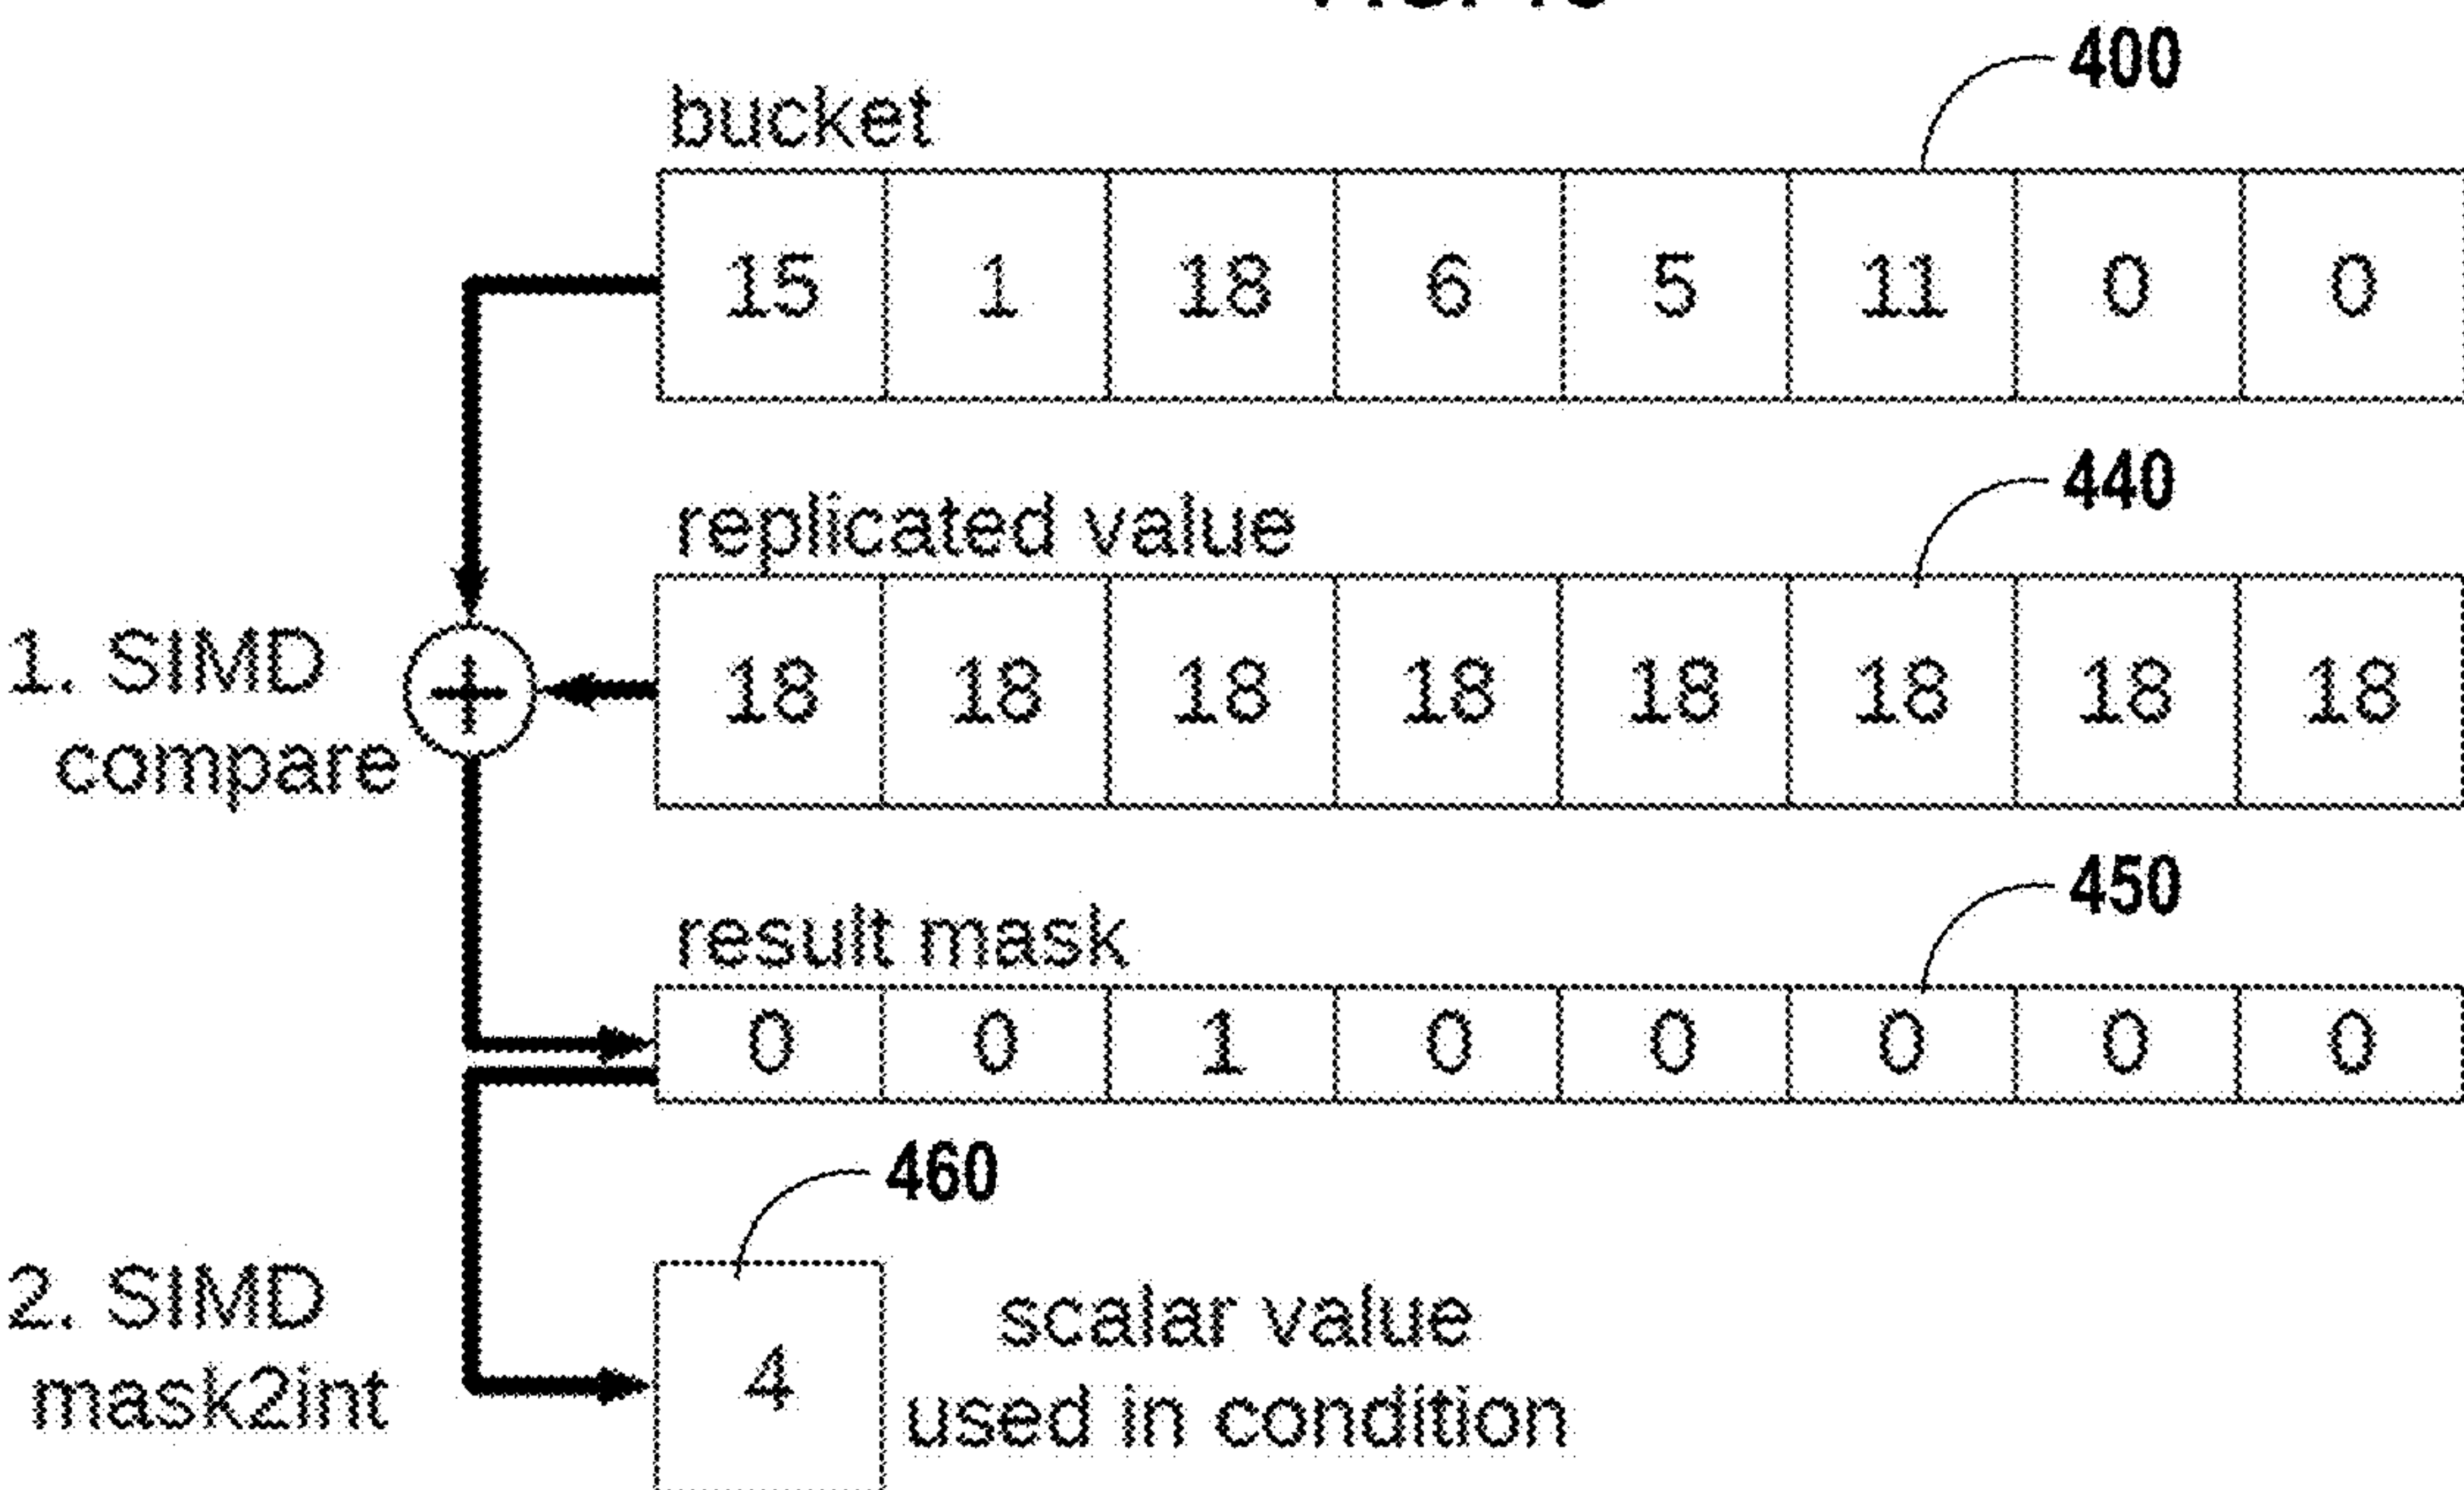 400
bucket
15 1 18 6 5 11 0 0
440
replicated value
1. SIMD
compare
18 18 18 18 18 18 18 18
450
result mask
0 0 1 0 0 0 0 0
460
2. SIMD
mask2int
4
scalar value
used in condition